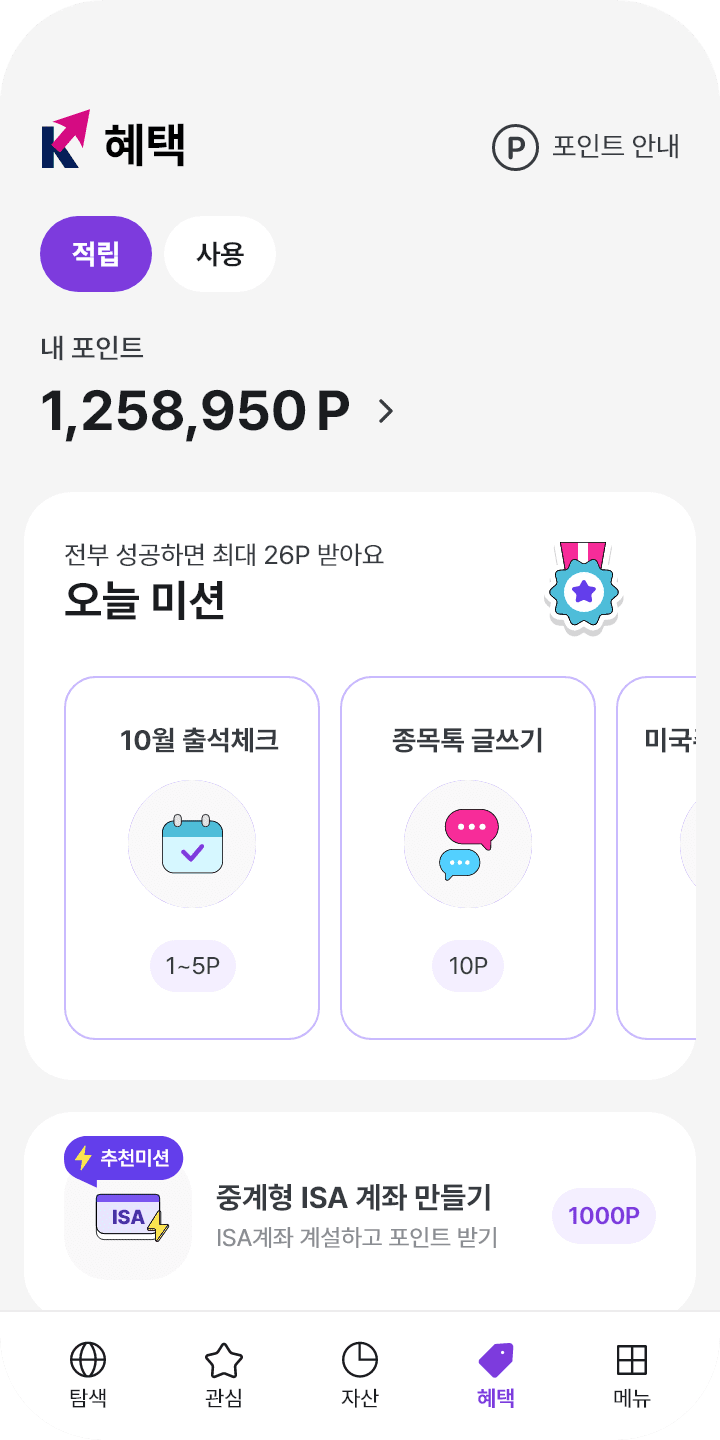 K 혜택
P 포인트 안내
적립 사용
내 포인트
1,258,950 P
전부 성공하면 최대 26P 받아요
오늘 미션
10월 출석체크
종목톡 글쓰기
미국
1~5P
10P
추천미션
ISA
중계형 ISA 계좌 만들기
ISA계좌 계설하고 포인트 받기
1000P
탐색 관심 자산 혜택 메뉴